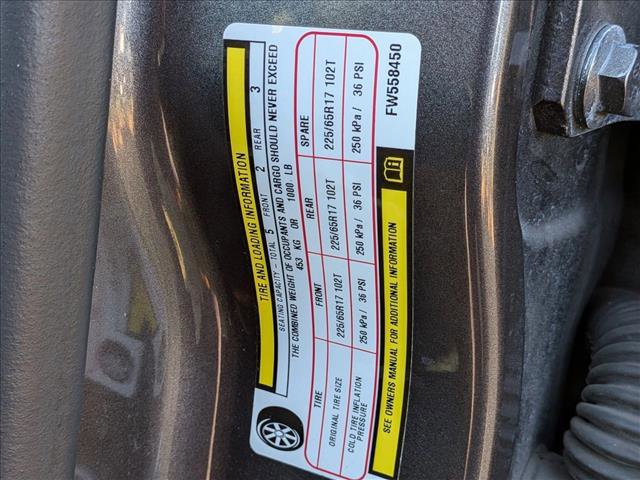 TIRE AND LOADING INFORMATION
SEATING CAPACITY - TOTAL 5 FRONT 2 REAR 3
THE COMBINED WEIGHT OF OCCUPANTS AND CARGO SHOULD NEVER EXCEED
453 KG OR 1000 LB
TIRE FRONT REAR SPARE
ORIGINAL TIRE SIZE 225/65R17 102T 225/65R17 102T 225/65R17 102T
COLD TIRE INFLATION PRESSURE 250 kPa / 36 PSI 250 kPa / 36 PSI 250 kPa / 36 PSI
SEE OWNERS MANUAL FOR ADDITIONAL INFORMATION
FW558450